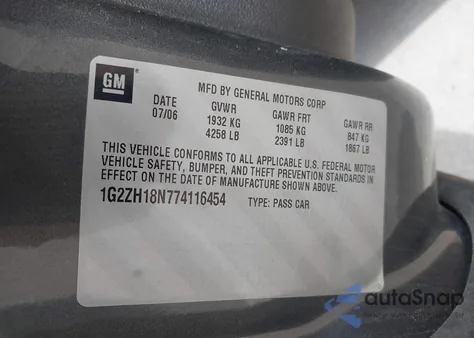 GM
MFD BY GENERAL MOTORS CORP
DATE GVWR GAWR FRT GAWR RR
07/06 1932 KG 1085 KG 847 KG
4258 LB 2391 LB 1867 LB
THIS VEHICLE CONFORMS TO ALL APPLICABLE U.S. FEDERAL MOTOR
VEHICLE SAFETY, BUMPER, AND THEFT PREVENTION STANDARDS IN
EFFECT ON THE DATE OF MANUFACTURE SHOWN ABOVE.
1G2ZH18N774116454 TYPE: PASS CAR
autoSnap